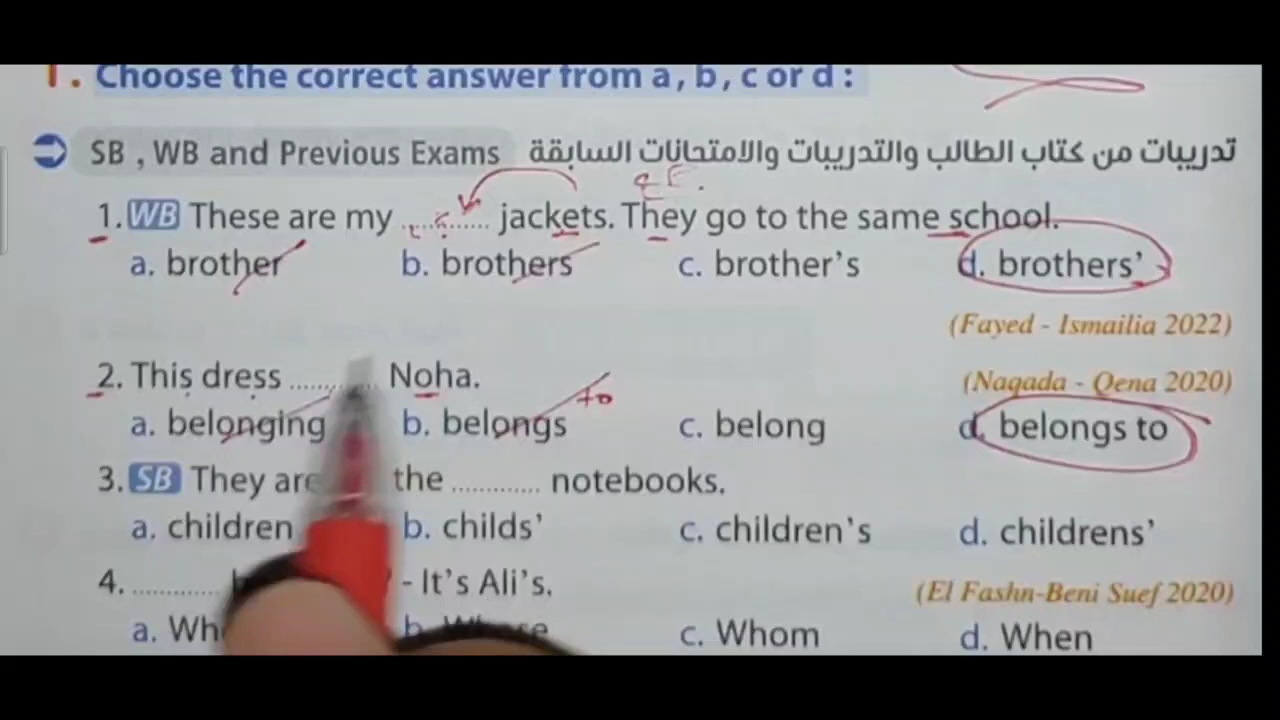 1. Choose the correct answer from a, b, c or d :
SB , WB and Previous Exams تدريبات من كتاب الطالب والتدريبات والامتحانات السابقة
1. WB These are my ............ jackets. They go to the same school.
a. brother b. brothers c. brother's d. brothers'
(Fayed - Ismailia 2022)
2. This dress ............ Noha.
(Naqada - Qena 2020)
to
a. belonging b. belongs c. belong d. belongs to
3. SB They are the ............ notebooks.
a. children b. childs' c. children's d. childrens'
4. ............ - It's Ali's.
(El Fashn-Beni Suef 2020)
a. b. Whose c. Whom d. When